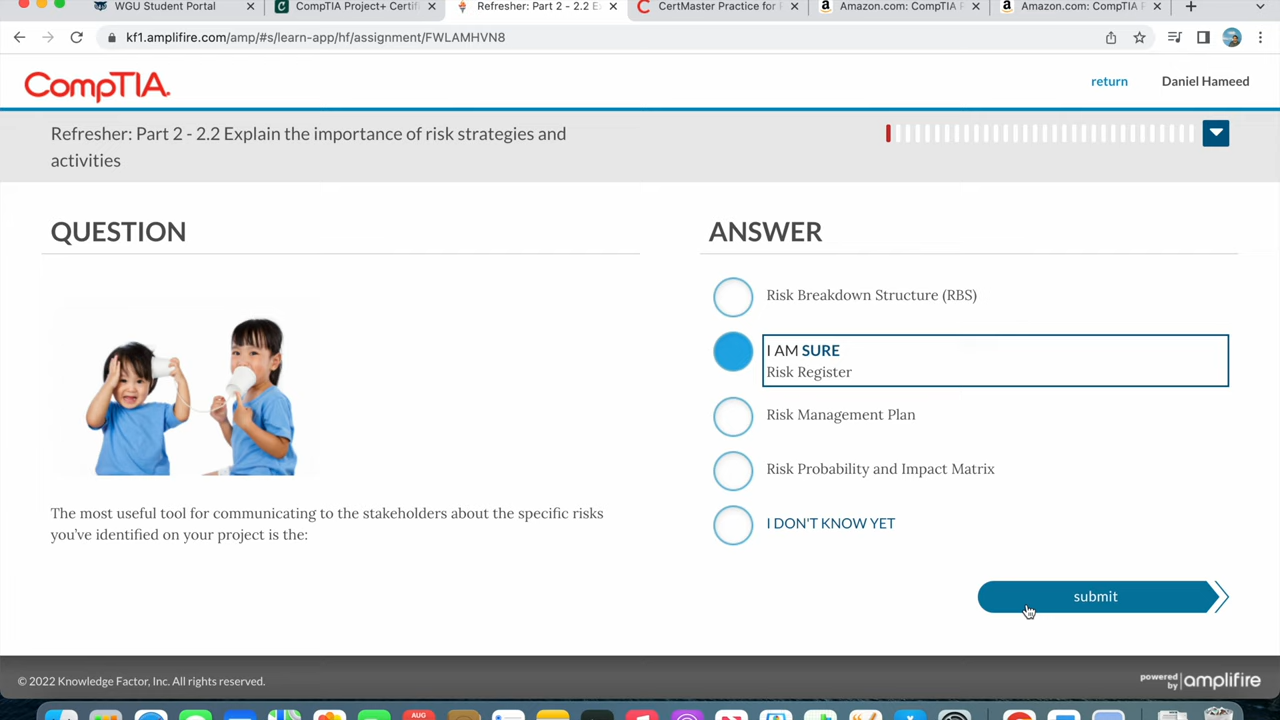 WGU Student Portal
CompTIA Project+ Certif
Refresher: Part 2 - 2.2 E
CertMaster Practice for
Amazon.com: CompTIA P
Amazon.com: CompTIA P
kf1.amplifire.com/amp/#s/learn-app/hf/assignment/FWLAMHVN8
CompTIA.
return
Daniel Hameed
Refresher: Part 2 - 2.2 Explain the importance of risk strategies and
activities
QUESTION
The most useful tool for communicating to the stakeholders about the specific risks
you've identified on your project is the:
ANSWER
Risk Breakdown Structure (RBS)
I AM SURE
Risk Register
Risk Management Plan
Risk Probability and Impact Matrix
I DON'T KNOW YET
submit
© 2022 Knowledge Factor, Inc. All rights reserved.
powered
by
amplifire
AUG